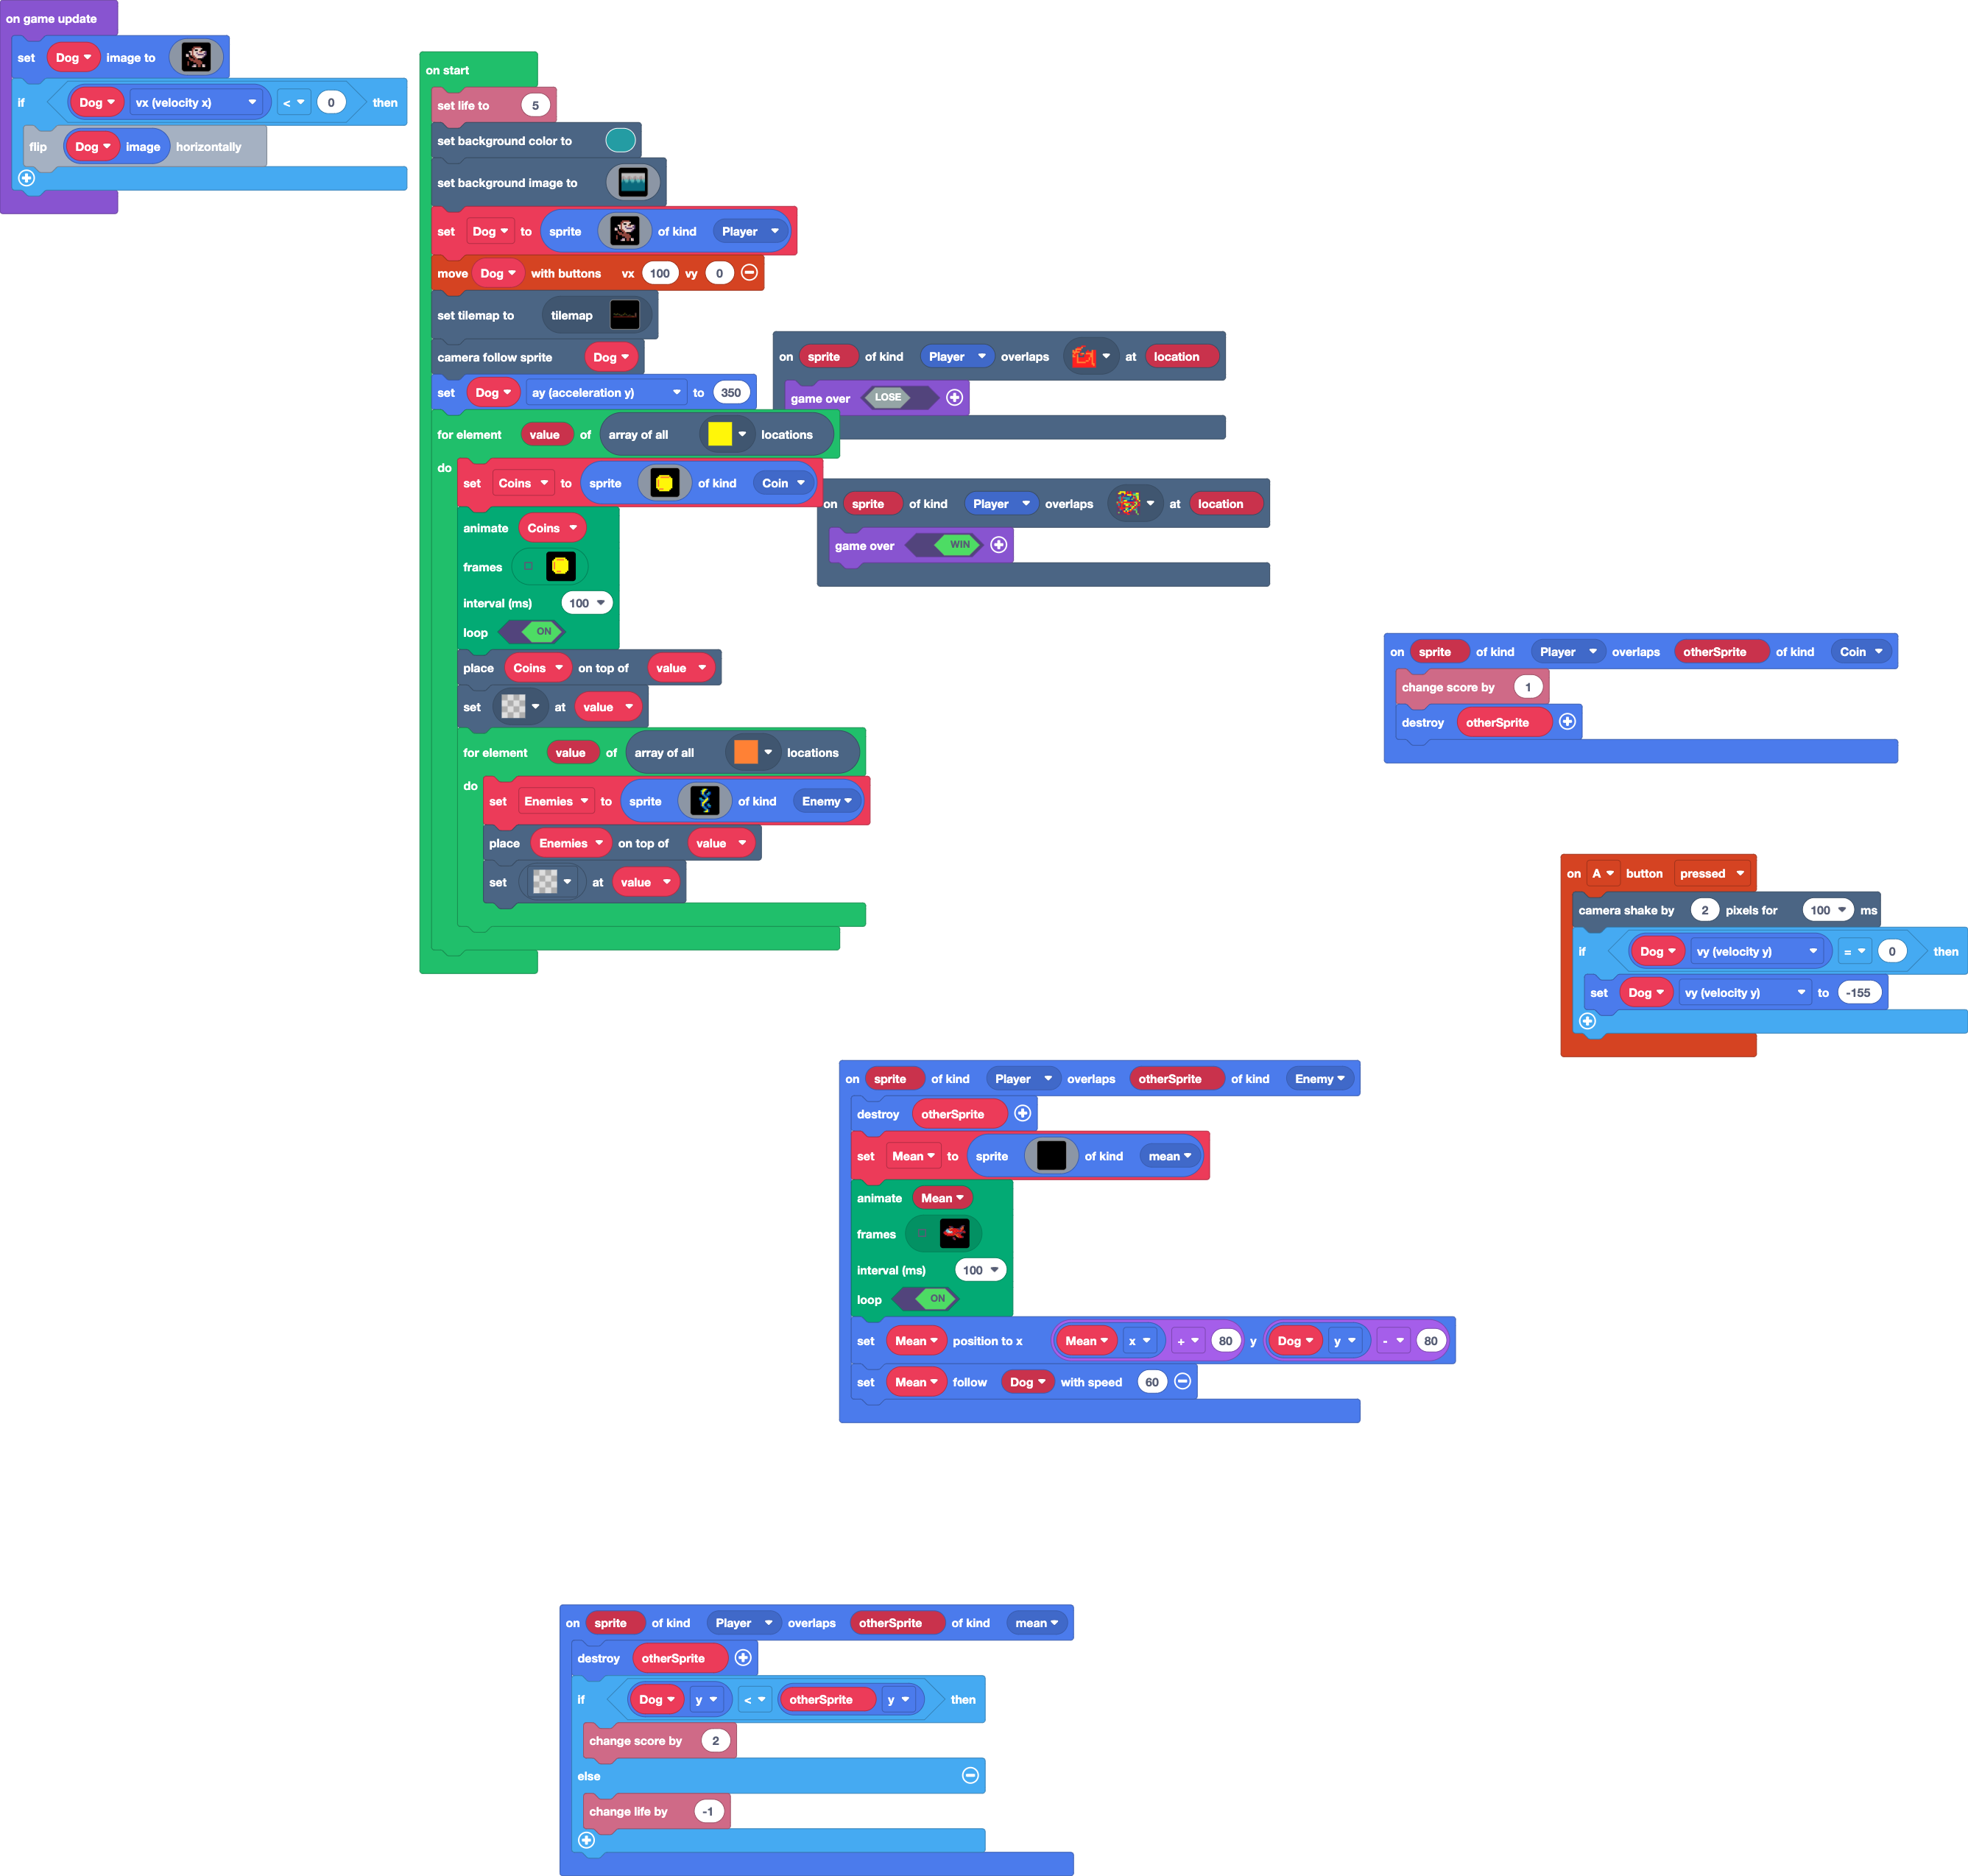 on game update
set Dog image to
if Dog vx (velocity x) < 0 then
flip Dog image horizontally
on start
set life to 5
set background color to
set background image to
set Dog to sprite of kind Player
move Dog with buttons vx 100 vy 0
set tilemap to tilemap
camera follow sprite Dog
set Dog ay (acceleration y) to 350
for element value of array of all locations
do
set Coins to sprite of kind Coin
animate Coins
frames
interval (ms) 100
loop ON
place Coins on top of value
set at value
for element value of array of all locations
do
set Enemies to sprite of kind Enemy
place Enemies on top of value
set at value
on sprite of kind Player overlaps at location
game over LOSE
on sprite of kind Player overlaps at location
game over WIN
on sprite of kind Player overlaps otherSprite of kind Coin
change score by 1
destroy otherSprite
on A button pressed
camera shake by 2 pixels for 100 ms
if Dog vy (velocity y) = 0 then
set Dog vy (velocity y) to -155
on sprite of kind Player overlaps otherSprite of kind Enemy
destroy otherSprite
set Mean to sprite of kind mean
animate Mean
frames
interval (ms) 100
loop ON
set Mean position to x Mean x + 80 y Dog y - 80
set Mean follow Dog with speed 60
on sprite of kind Player overlaps otherSprite of kind mean
destroy otherSprite
if Dog y < otherSprite y then
change score by 2
else
change life by -1